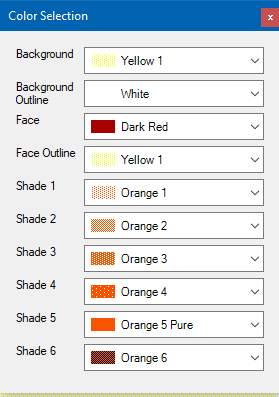 Color Selection
x
Background
Yellow 1
Background
Outline
White
Face
Dark Red
Face Outline
Yellow 1
Shade 1
Orange 1
Shade 2
Orange 2
Shade 3
Orange 3
Shade 4
Orange 4
Shade 5
Orange 5 Pure
Shade 6
Orange 6